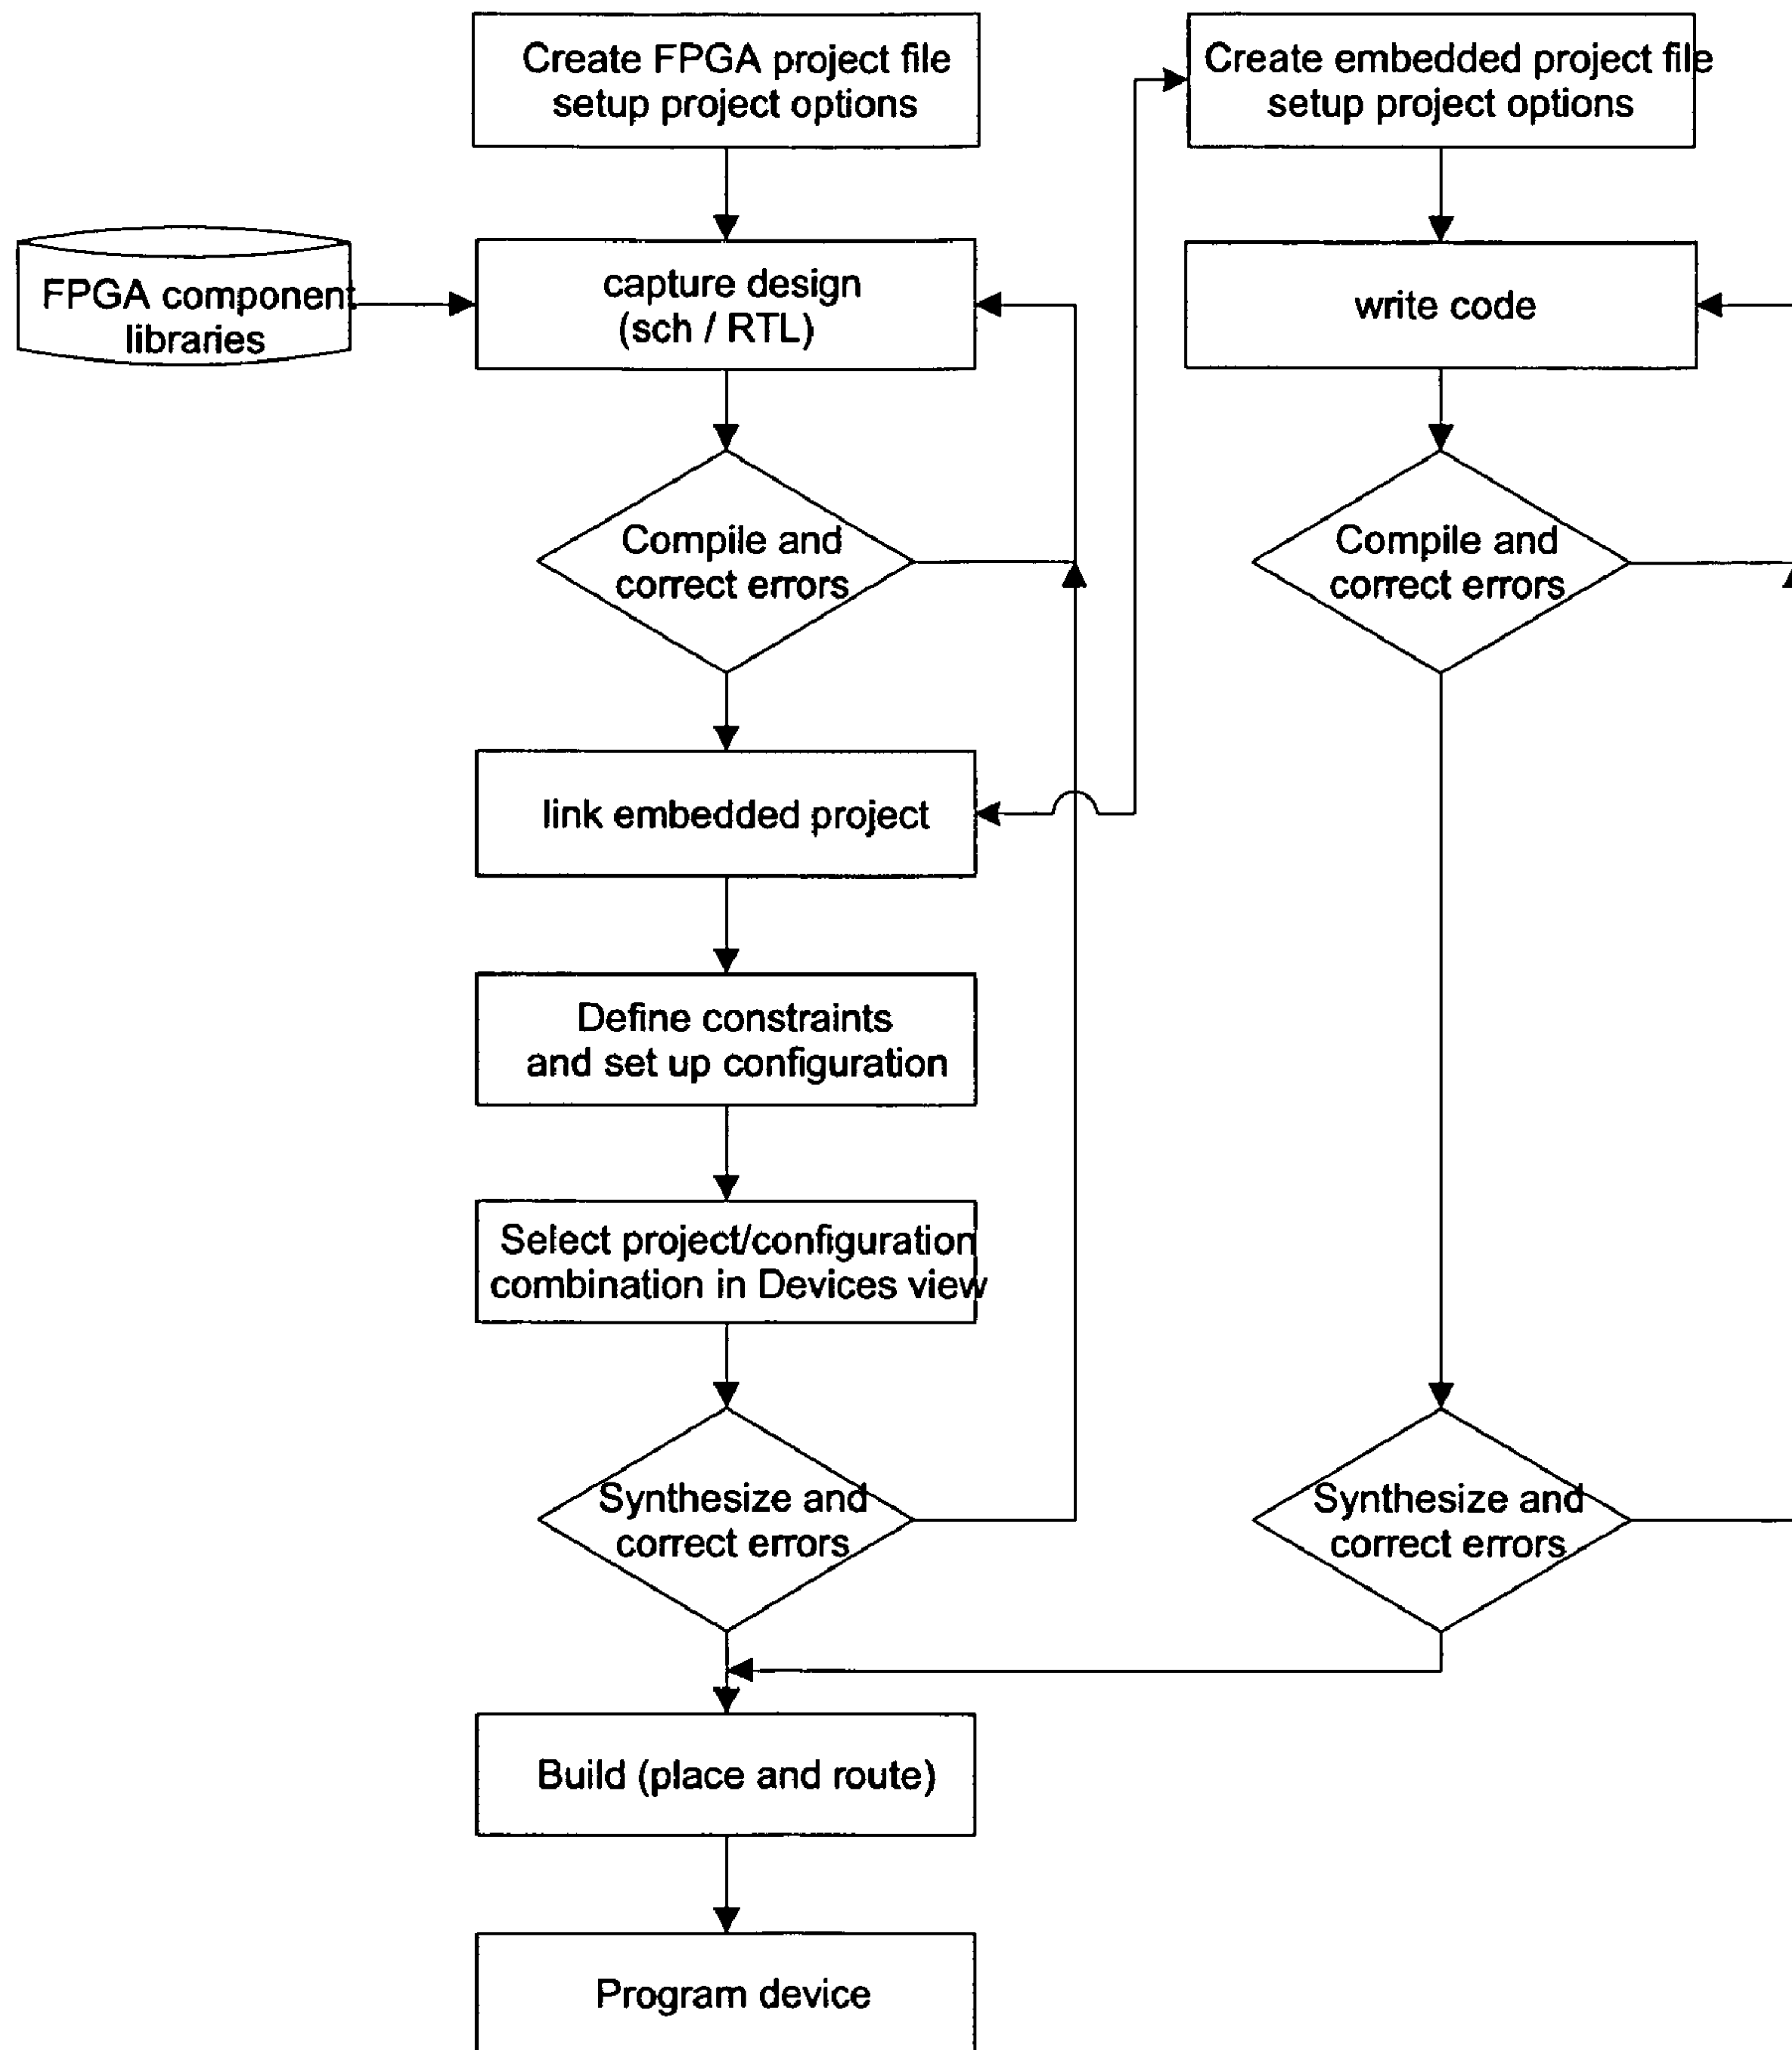 Create FPGA project file
setup project options
Create embedded project file
setup project options
FPGA component
libraries
capture design
(sch / RTL)
write code
Compile and
correct errors
Compile and
correct errors
link embedded project
Define constraints
and set up configuration
Select project/configuration
combination in Devices view
Synthesize and
correct errors
Synthesize and
correct errors
Build (place and route)
Program device